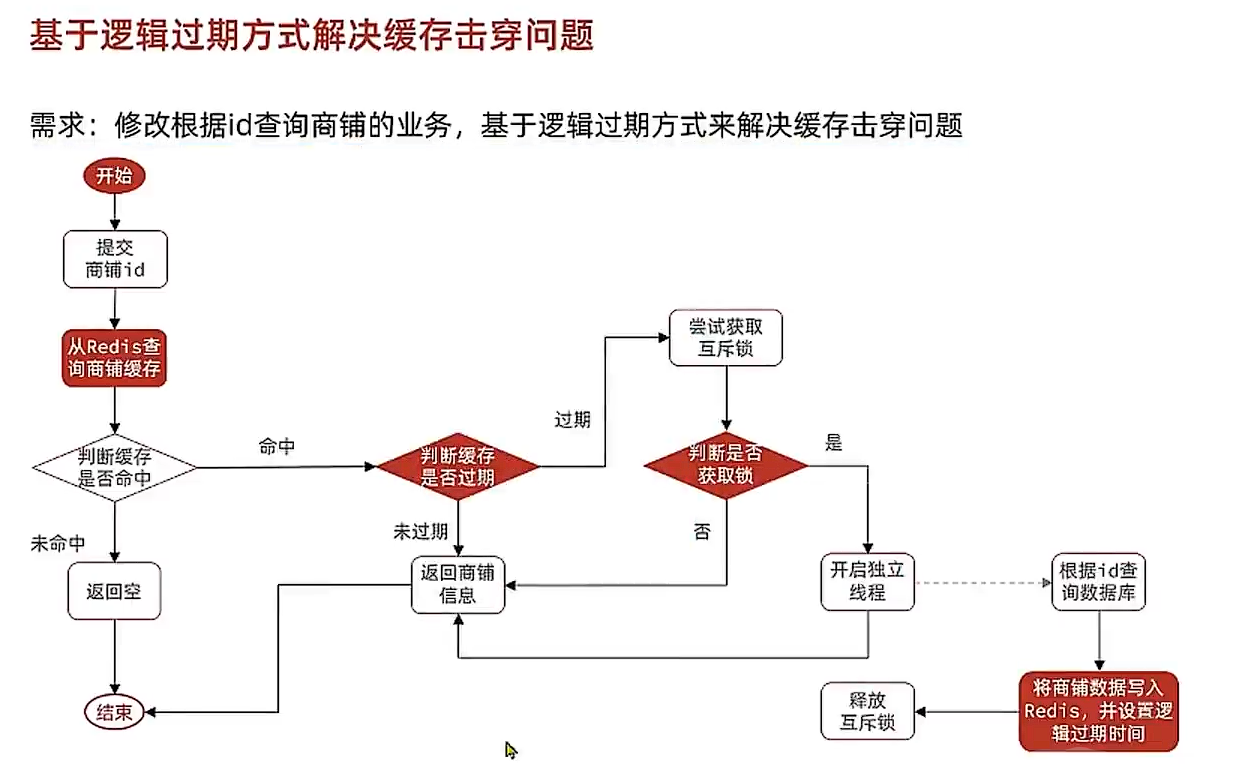 基于逻辑过期方式解决缓存击穿问题
需求：修改根据id查询商铺的业务，基于逻辑过期方式来解决缓存击穿问题
开始
提交
商铺id
从Redis查
询商铺缓存
判断缓存
是否命中
命中
未命中
返回空
结束
判断缓存
是否过期
过期
未过期
返回商铺
信息
尝试获取
互斥锁
判断是否
获取锁
是
否
开启独立
线程
根据id查
询数据库
将商铺数据写入
Redis，并设置逻
辑过期时间
释放
互斥锁